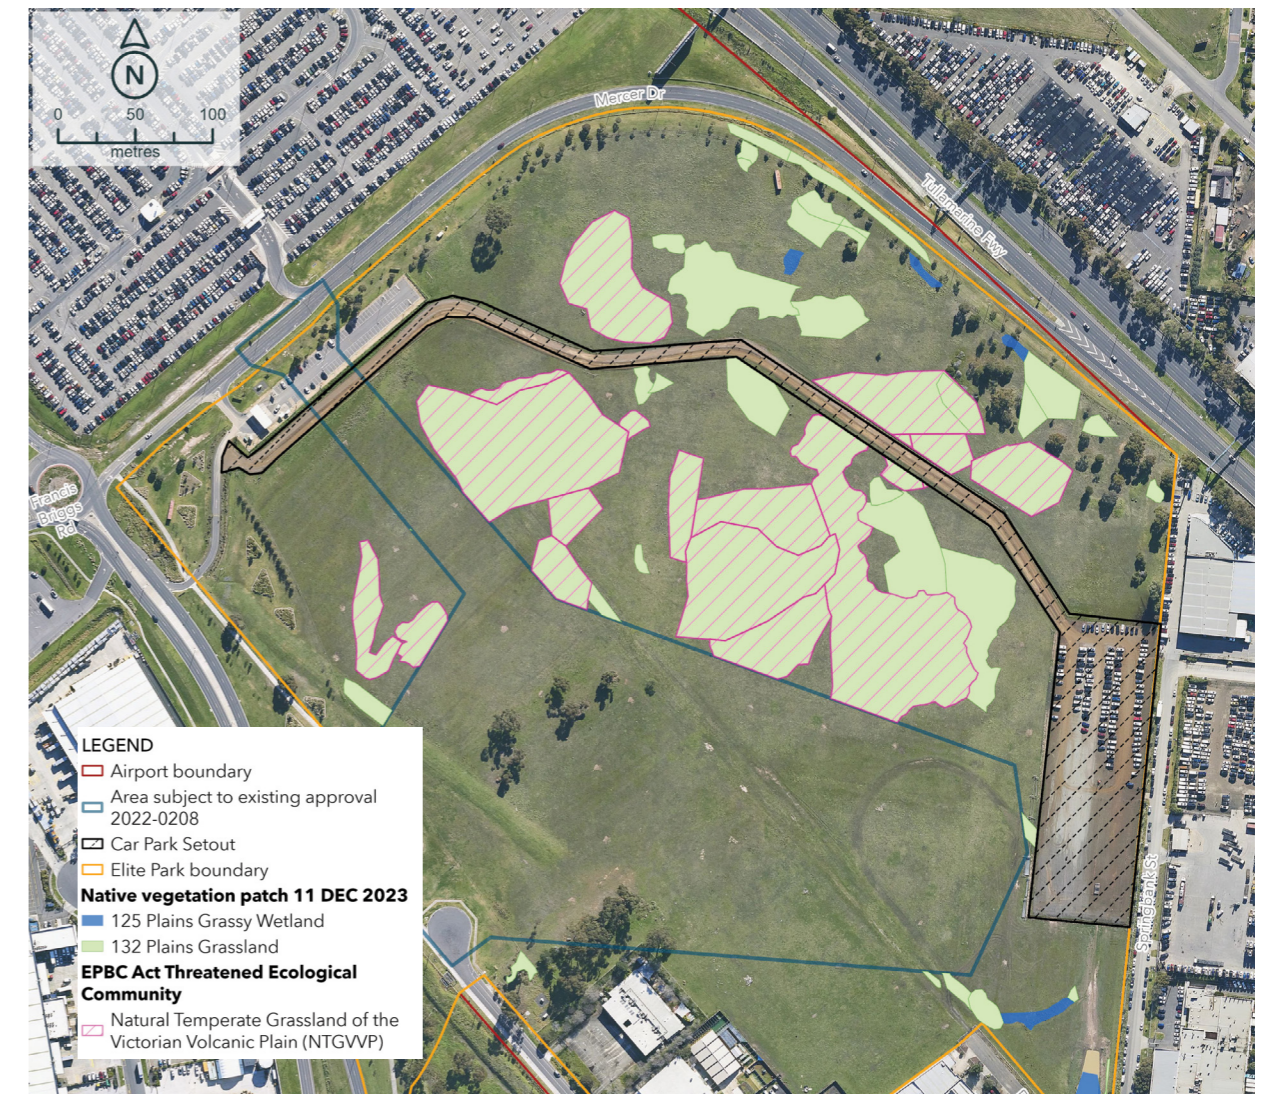 N
0 50 100
metres
Mercer Dr
Tullamarine Fwy
Francis
Briggs
Rd
Springbank St
LEGEND
Airport boundary
Area subject to existing approval
2022-0208
Car Park Setout
Elite Park boundary
Native vegetation patch 11 DEC 2023
125 Plains Grassy Wetland
132 Plains Grassland
EPBC Act Threatened Ecological
Community
Natural Temperate Grassland of the
Victorian Volcanic Plain (NTGVVP)